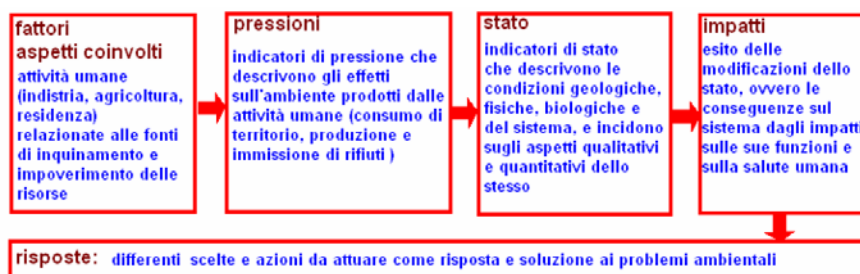 fattori
aspetti coinvolti
attività umane
(industria, agricoltura,
residenza)
relazionate alle fonti
di inquinamento e
impoverimento delle
risorse
pressioni
indicatori di pressione che
descrivono gli effetti
sull'ambiente prodotti dalle
attività umane (consumo di
territorio, produzione e
immissione di rifiuti )
stato
indicatori di stato
che descrivono le
condizioni geologiche,
fisiche, biologiche e
del sistema, e incidono
sugli aspetti qualitativi
e quantitativi dello
stesso
impatti
esito delle
modificazioni dello
stato, ovvero le
conseguenze sul
sistema dagli impatti
sulle sue funzioni e
sulla salute umana
risposte: differenti scelte e azioni da attuare come risposta e soluzione ai problemi ambientali